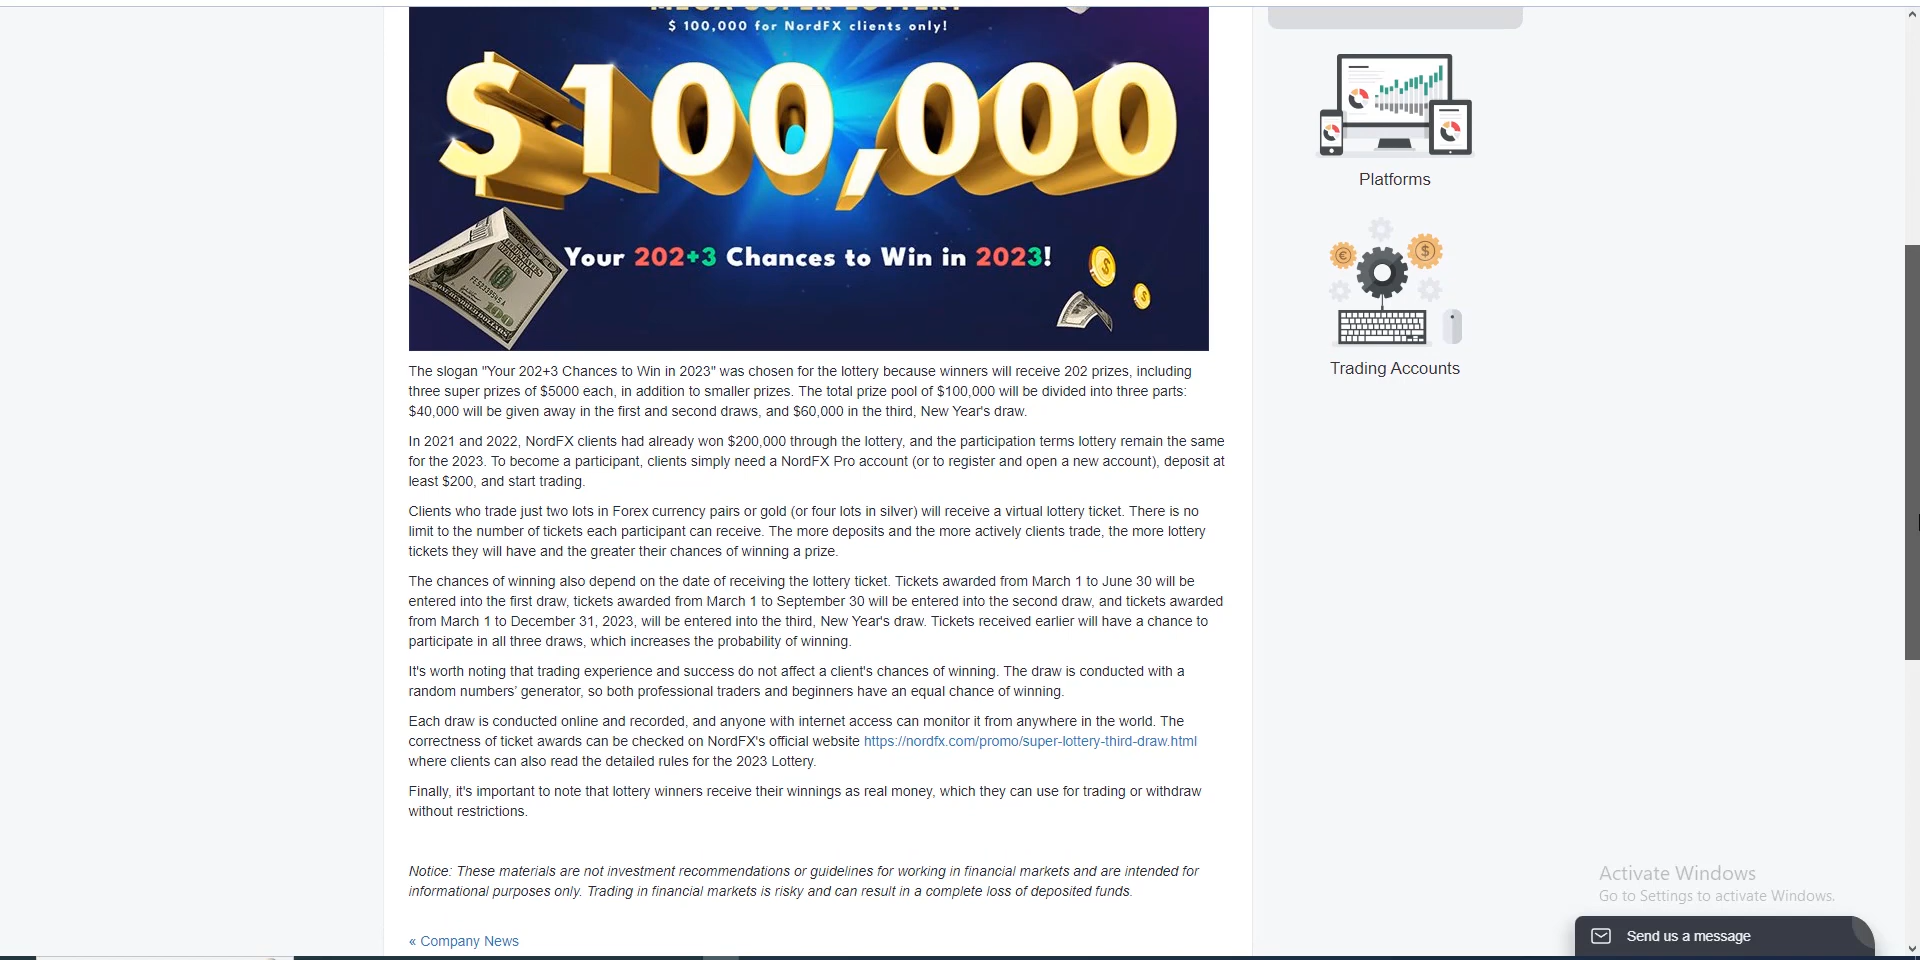 MEGA SUPER LOTTERY
$ 100,000 for NordFX clients only!
$100,000
Your 202+3 Chances to Win in 2023!
The slogan "Your 202+3 Chances to Win in 2023" was chosen for the lottery because winners will receive 202 prizes, including
three super prizes of $5000 each, in addition to smaller prizes. The total prize pool of $100,000 will be divided into three parts:
$40,000 will be given away in the first and second draws, and $60,000 in the third, New Year's draw.
In 2021 and 2022, NordFX clients had already won $200,000 through the lottery, and the participation terms lottery remain the same
for the 2023. To become a participant, clients simply need a NordFX Pro account (or to register and open a new account), deposit at
least $200, and start trading.
Clients who trade just two lots in Forex currency pairs or gold (or four lots in silver) will receive a virtual lottery ticket. There is no
limit to the number of tickets each participant can receive. The more deposits and the more actively clients trade, the more lottery
tickets they will have and the greater their chances of winning a prize.
The chances of winning also depend on the date of receiving the lottery ticket. Tickets awarded from March 1 to June 30 will be
entered into the first draw, tickets awarded from March 1 to September 30 will be entered into the second draw, and tickets awarded
from March 1 to December 31, 2023, will be entered into the third, New Year's draw. Tickets received earlier will have a chance to
participate in all three draws, which increases the probability of winning.
It's worth noting that trading experience and success do not affect a client's chances of winning. The draw is conducted with a
random numbers' generator, so both professional traders and beginners have an equal chance of winning.
Each draw is conducted online and recorded, and anyone with internet access can monitor it from anywhere in the world. The
correctness of ticket awards can be checked on NordFX's official website https://nordfx.com/promo/super-lottery-third-draw.html
where clients can also read the detailed rules for the 2023 Lottery.
Finally, it's important to note that lottery winners receive their winnings as real money, which they can use for trading or withdraw
without restrictions.
Notice: These materials are not investment recommendations or guidelines for working in financial markets and are intended for
informational purposes only. Trading in financial markets is risky and can result in a complete loss of deposited funds.
« Company News
Platforms
Trading Accounts
Activate Windows
Go to Settings to activate Windows.
Send us a message